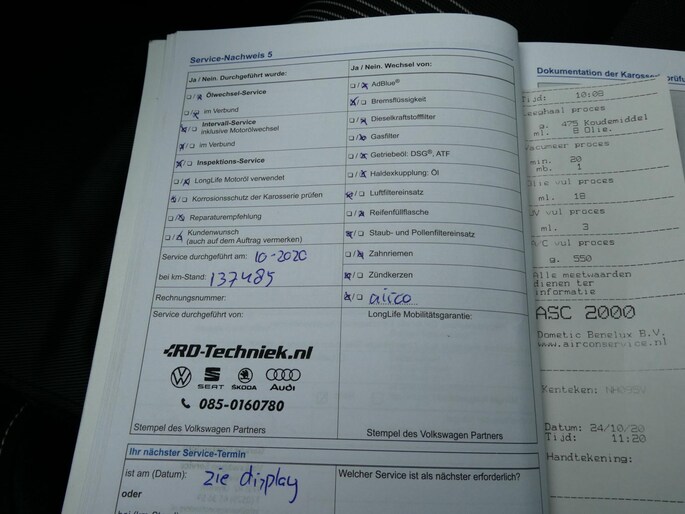 Service-Nachweis 5
Ja / Nein. Durchgeführt wurde:
Ölwechsel-Service
im Verbund
Intervall-Service
inklusive Motorölwechsel
im Verbund
Inspektions-Service
LongLife Motoröl verwendet
Korrosionsschutz der Karosserie prüfen
Reparaturempfehlung
Kundenwunsch
(auch auf dem Auftrag vermerken)
Service durchgeführt am: 10-2020
bei km-Stand: 137485
Rechnungsnummer:
Service durchgeführt von:
RD-Techniek.nl
SEAT ŠKODA Audi
085-0160780
Stempel des Volkswagen Partners
Ja / Nein. Wechsel von:
AdBlue®
Bremsflüssigkeit
Dieselkraftstofffilter
Gasfilter
Getriebeöl: DSG®, ATF
Haldexkupplung: Öl
Luftfiltereinsatz
Reifenfüllflasche
Staub- und Pollenfiltereinsatz
Zahnriemen
Zündkerzen
airco
LongLife Mobilitätsgarantie:
Stempel des Volkswagen Partners
Ihr nächster Service-Termin
ist am (Datum): zie display
oder
Welcher Service ist als nächster erforderlich?
Dokumentation der Karosserieprüfu
Tijd: 10:08
proces
g. 475 Koudemiddel
ml. 8 Olie.
Vacumeer proces
min. 20
mb. 1
Olie vul proces
ml. 18
UV vul proces
ml. 3
A/C vul proces
g. 550
Alle meetwaarden
dienen ter
informatie
ASC 2000
Dometic Benelux B.V.
www.airconservice.nl
Kenteken:
Datum: 24/10/20
Tijd: 11:20
Handtekening: